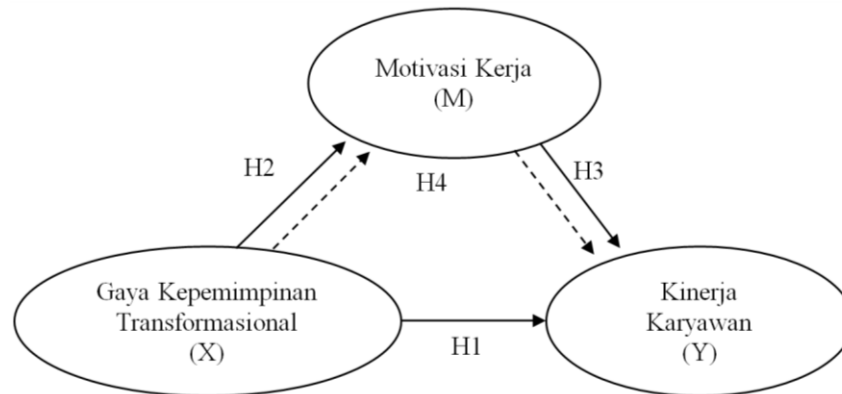 Motivasi Kerja
(M)
H2
H4
H3
Gaya Kepemimpinan
Transformasional
(X)
H1
Kinerja
Karyawan
(Y)